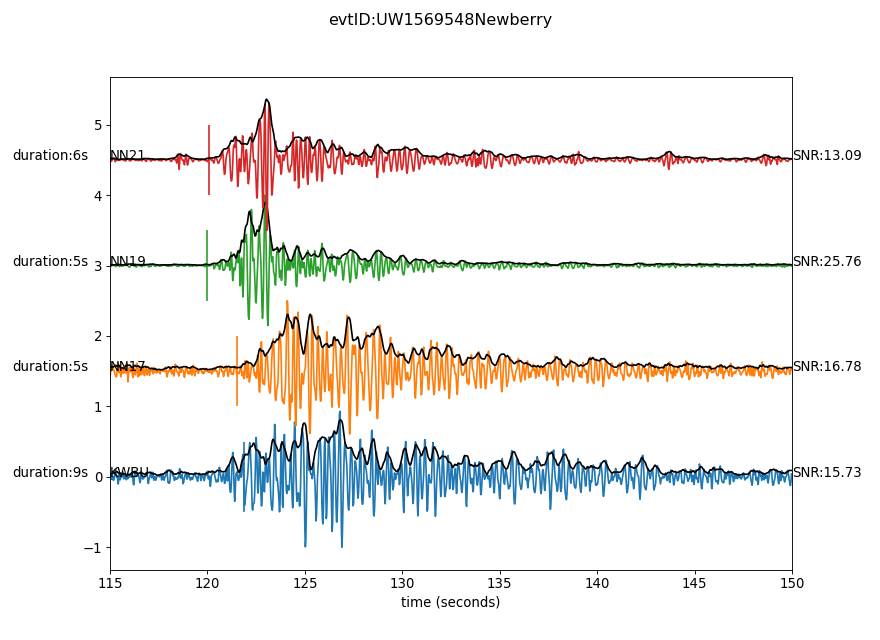 evtID:UW1569548Newberry
5
duration:6s NN21 SNR:13.09
4
duration:5s NN19 SNR:25.76
3
2
duration:5s NN17 SNR:16.78
1
duration:9s KWBU SNR:15.73
0
−1
115 120 125 130 135 140 145 150
time (seconds)